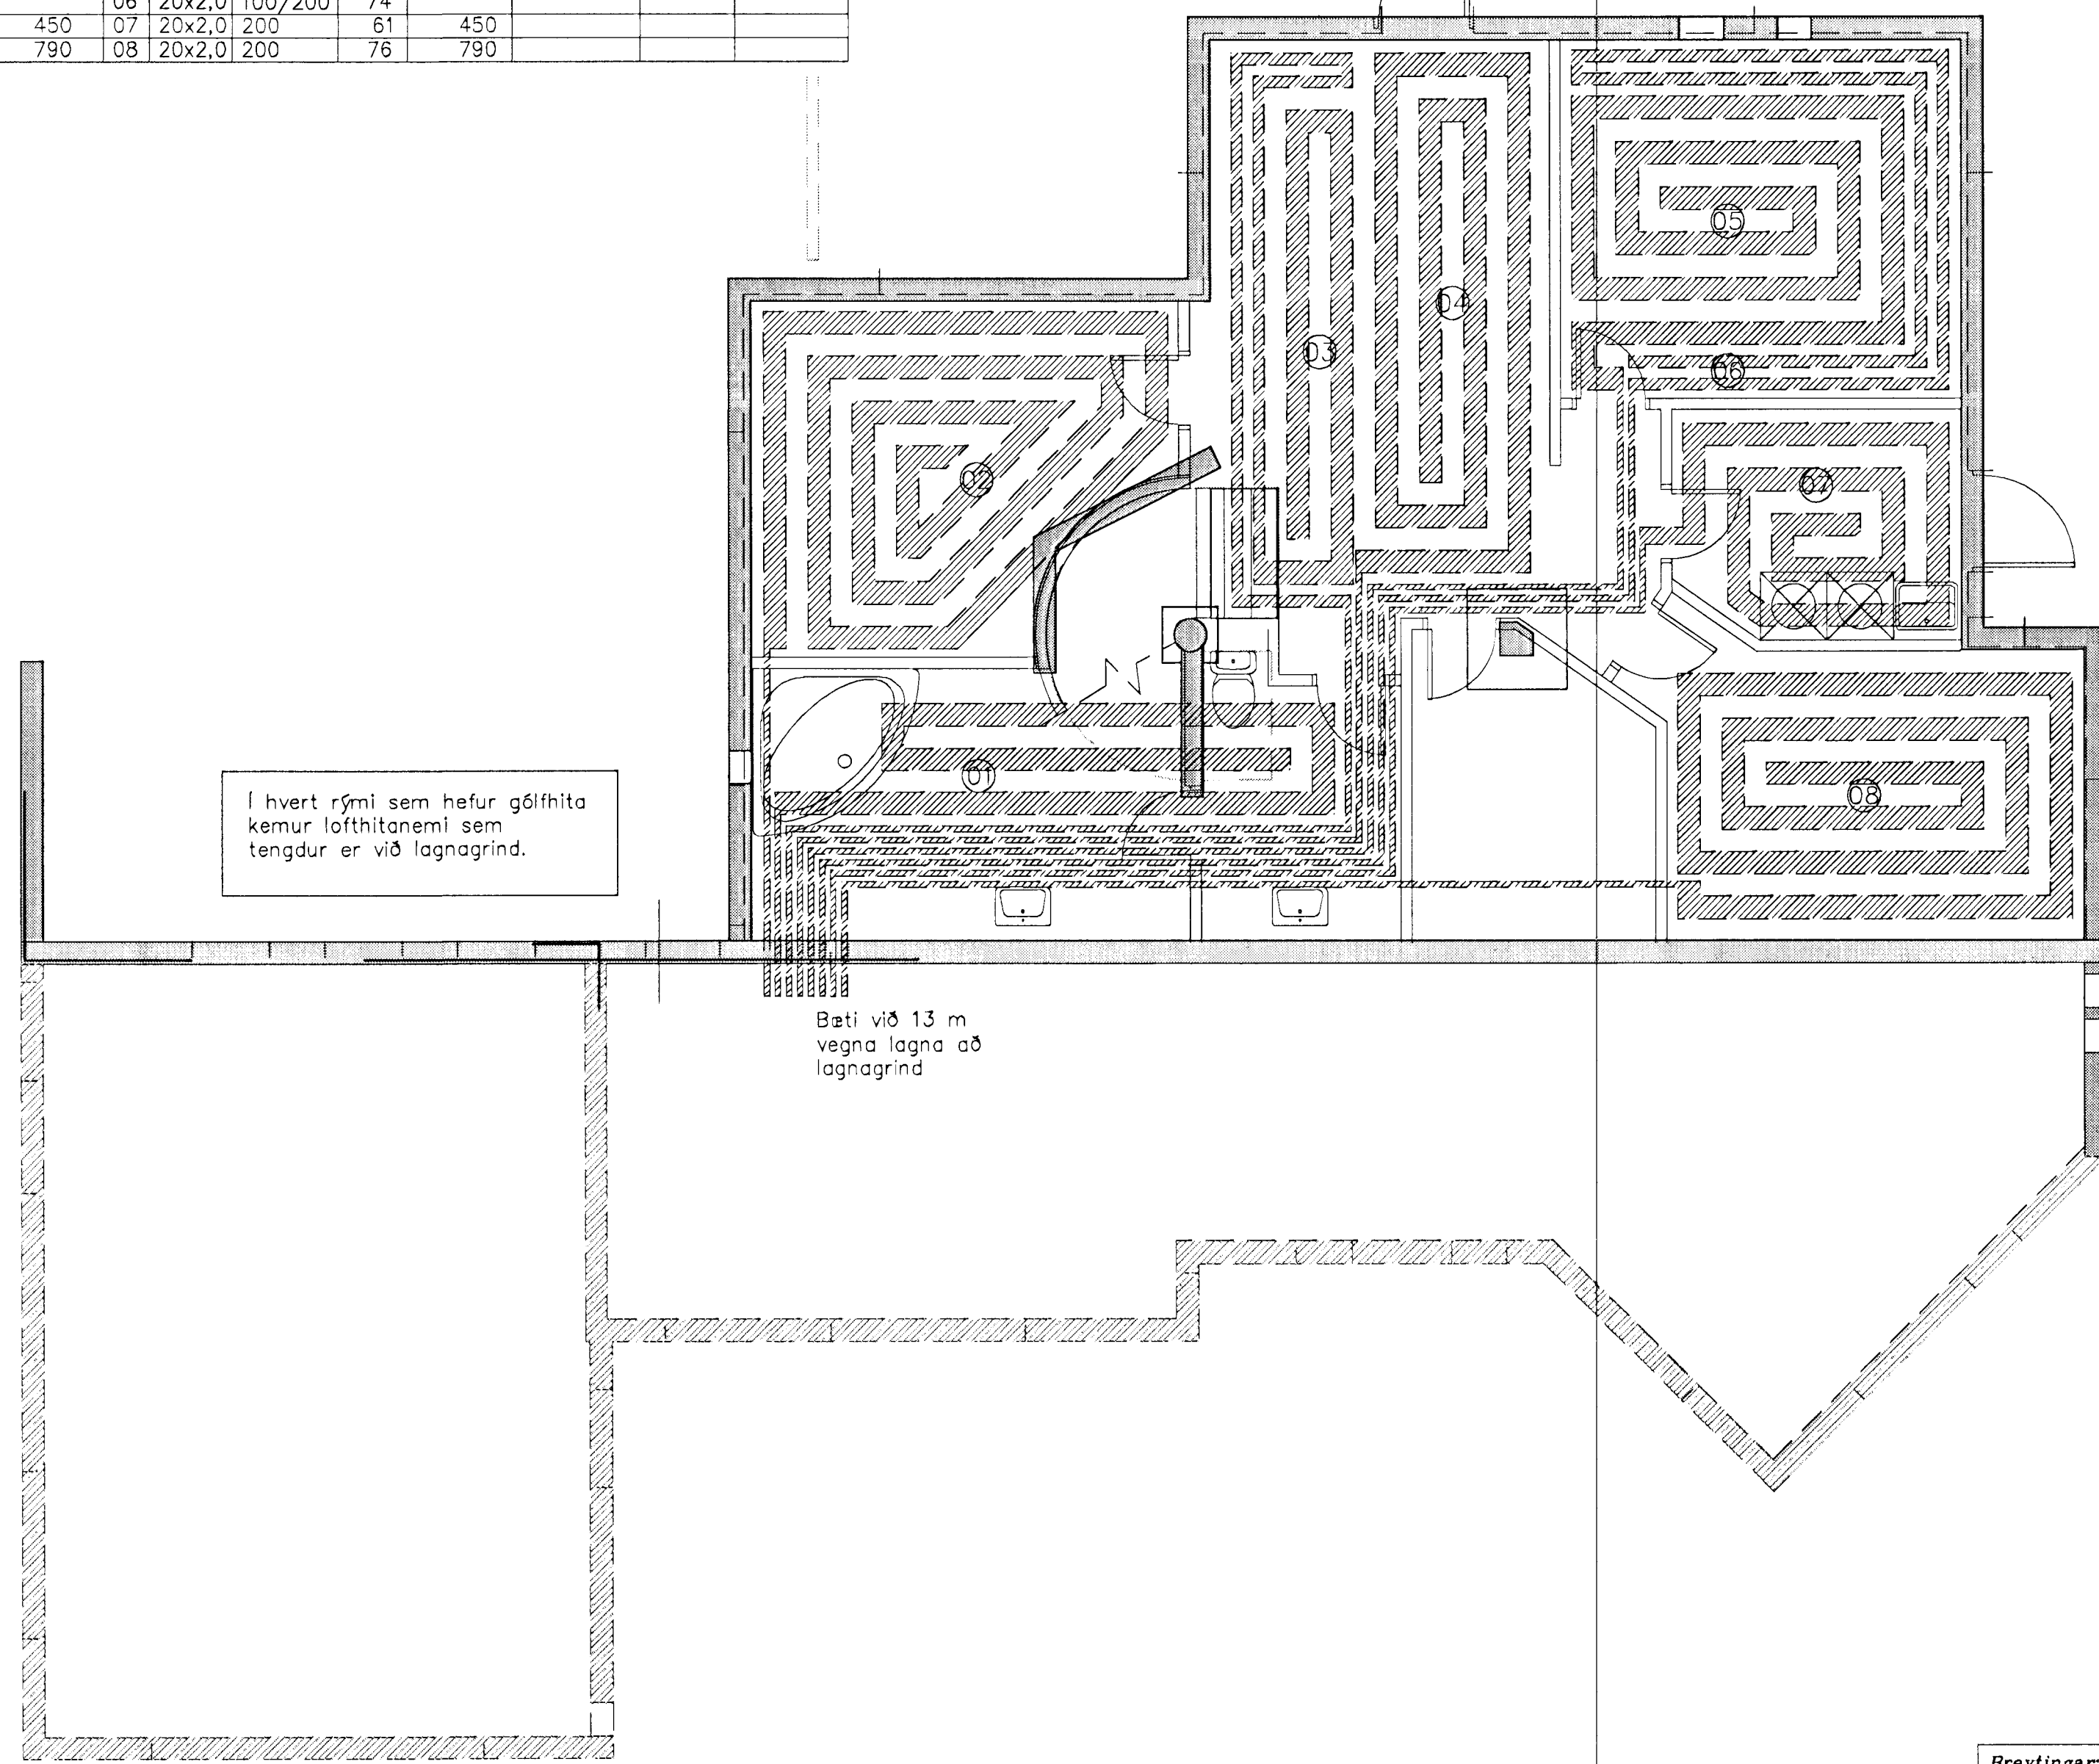 06 20x2,0 100/200 74
450 07 20x2,0 200 61 450
790 08 20x2,0 200 76 790
05
04
03
06
07
02
01
08
Í hvert rými sem hefur gólfhita
kemur lofthitanemi sem
tengdur er við lagnagrind.
Bæti við 13 m
vegna lagna að
lagnagrind